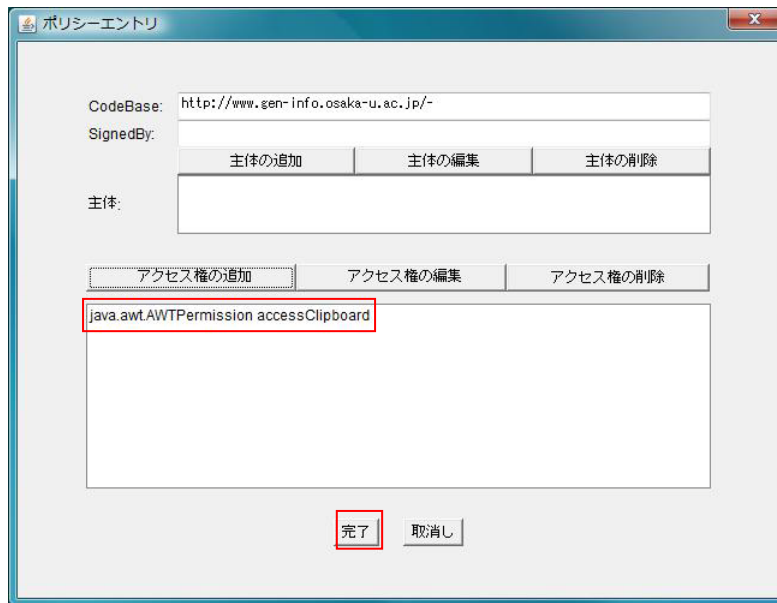 ポリシーエントリ
CodeBase: http://www.gen-info.osaka-u.ac.jp/-
SignedBy:
主体の追加 主体の編集 主体の削除
主体:
アクセス権の追加 アクセス権の編集 アクセス権の削除
java.awt.AWTPermission accessClipboard
完了 取消し